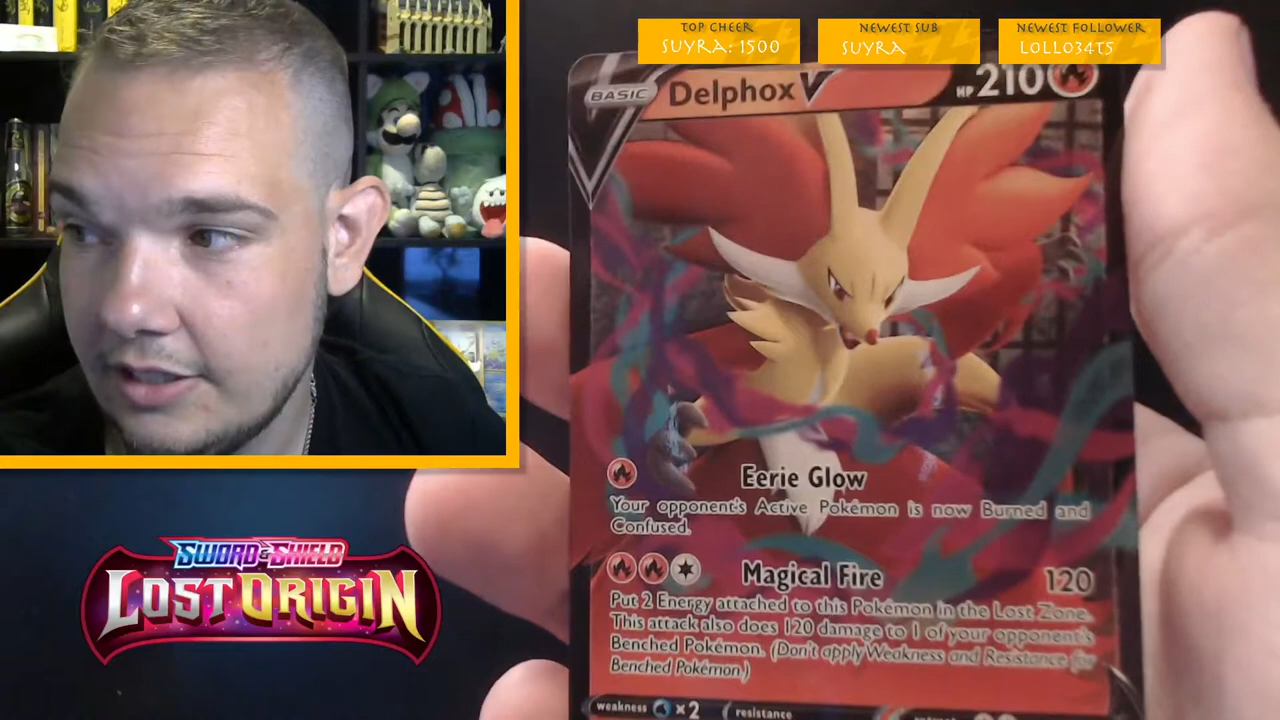 TOP CHEER
SUYRA: 1500
NEWEST SUB
SUYRA
NEWEST FOLLOWER
LOLLO34T5
BASIC
Delphox V
HP 210
Eerie Glow
Your opponent's Active Pokémon is now Burned and
Confused.
Magical Fire 120
Put 2 Energy attached to this Pokémon in the Lost Zone.
This attack also does 120 damage to 1 of your opponent's
Benched Pokémon. (Don't apply Weakness and Resistance for
Benched Pokémon.)
weakness ×2 resistance
SWORD & SHIELD
LOST ORIGIN